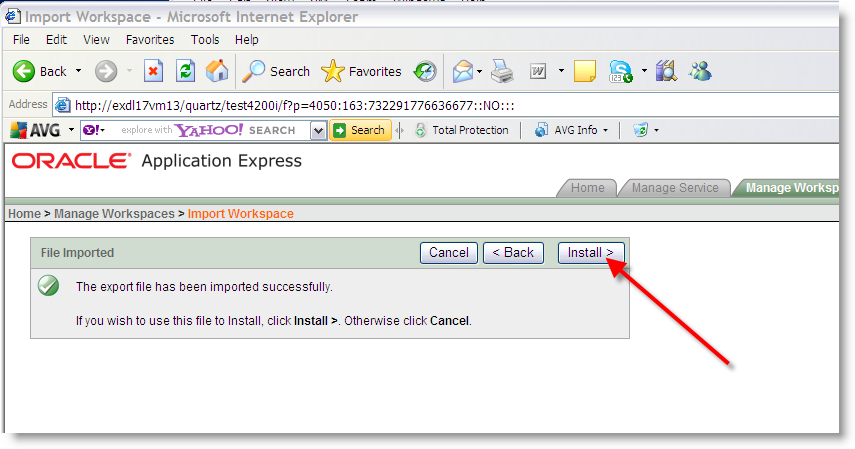 Import Workspace - Microsoft Internet Explorer
File Edit View Favorites Tools Help
Back Search Favorites
Address http://exdl17vm13/quartz/test4200i/f?p=4050:163:732291776636677::NO:::
AVG Y! explore with YAHOO! SEARCH Search Total Protection AVG Info
ORACLE Application Express
Home Manage Service Manage Worksp
Home > Manage Workspaces > Import Workspace
File Imported Cancel < Back Install >
The export file has been imported successfully.
If you wish to use this file to Install, click Install >. Otherwise click Cancel.